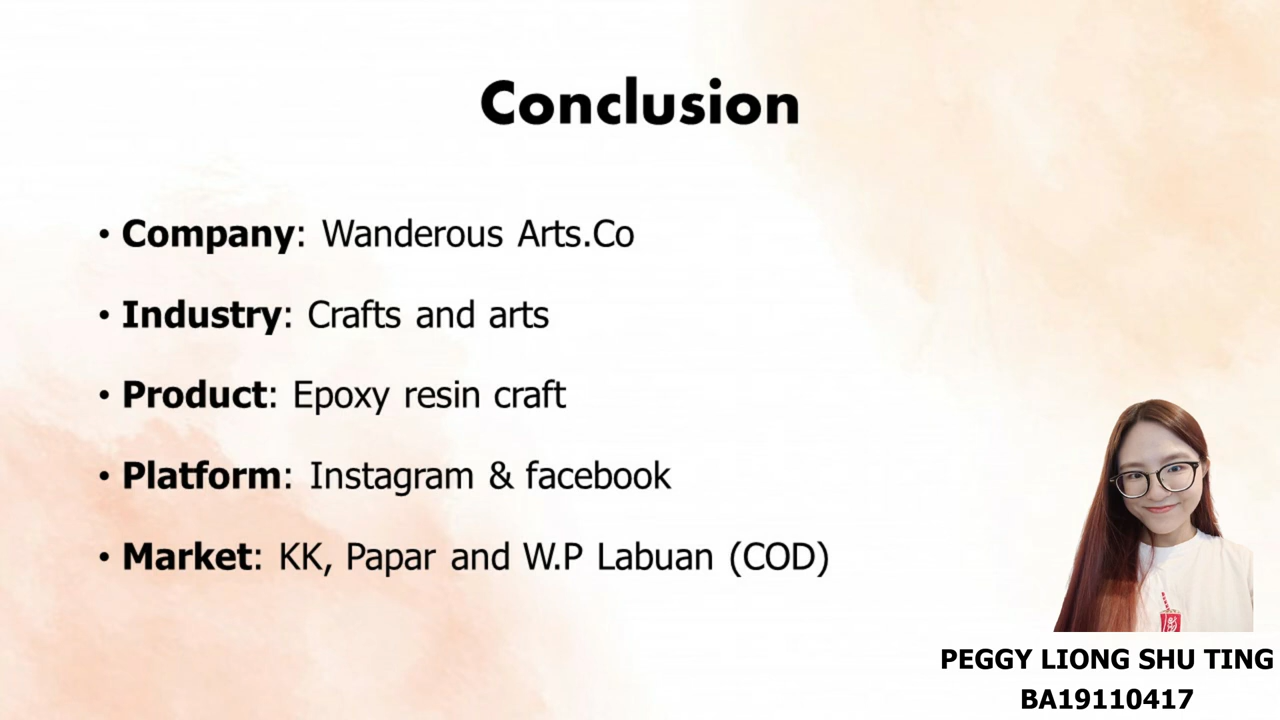 Conclusion
• Company: Wanderous Arts.Co
• Industry: Crafts and arts
• Product: Epoxy resin craft
• Platform: Instagram & facebook
• Market: KK, Papar and W.P Labuan (COD)
PEGGY LIONG SHU TING
BA19110417